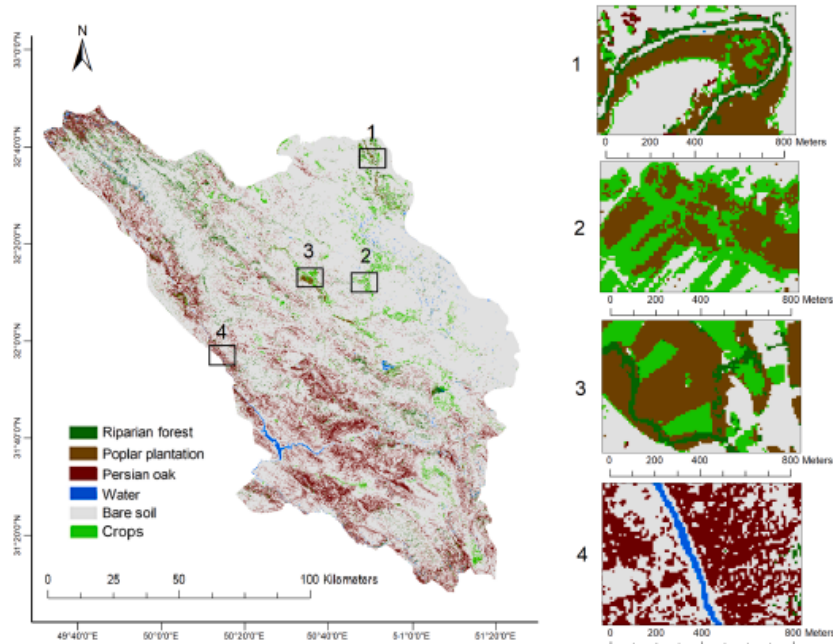 N
33°0'0"N
32°40'0"N
32°20'0"N
32°0'0"N
31°40'0"N
31°20'0"N
1
3
2
4
Riparian forest
Poplar plantation
Persian oak
Water
Bare soil
Crops
0 25 50 100 Kilometers
49°40'0"E 50°0'0"E 50°20'0"E 50°40'0"E 51°0'0"E 51°20'0"E
1
0 200 400 800 Meters
2
0 200 400 800 Meters
3
0 200 400 800 Meters
4
0 200 400 800 Meters